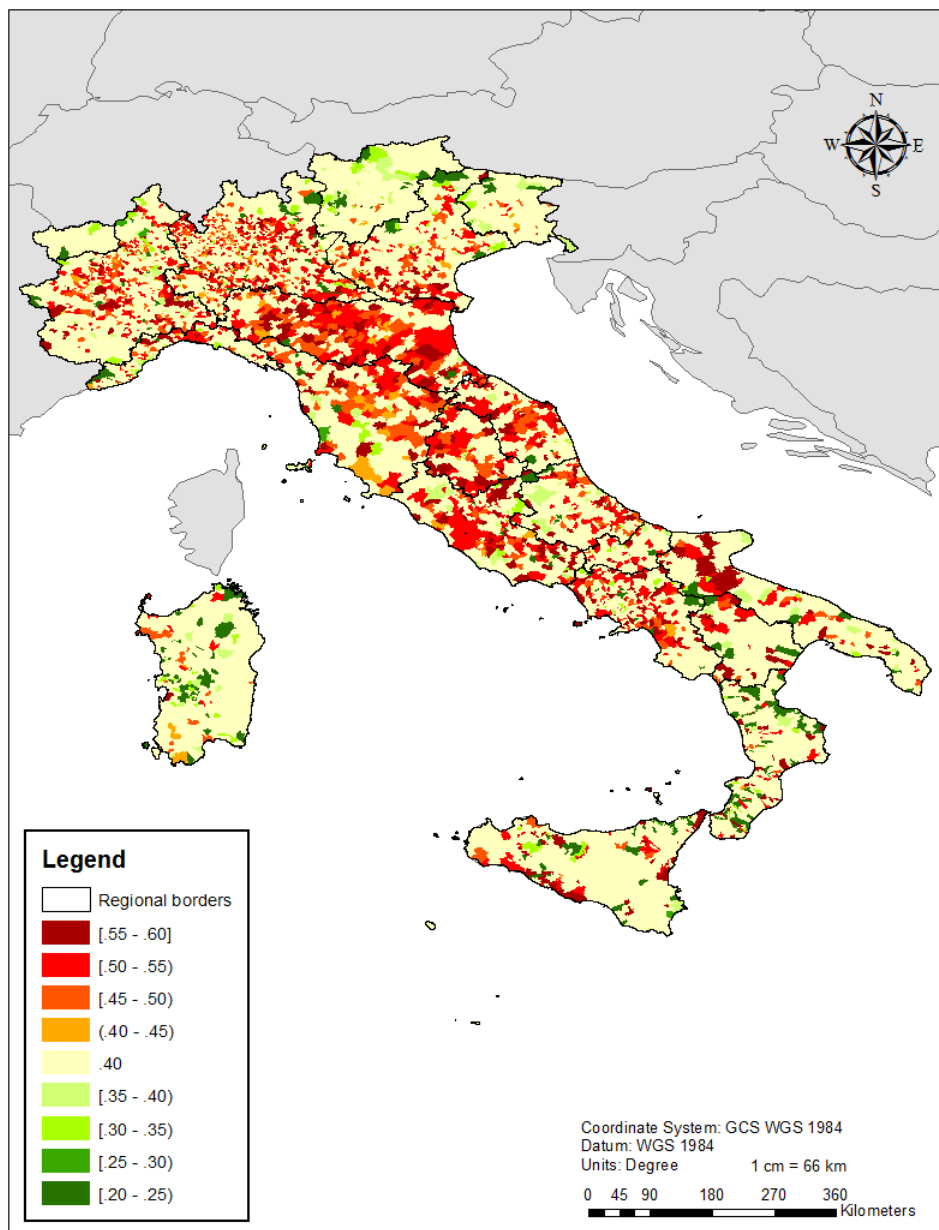 N
W E
S
Legend
Regional borders
[.55 - .60]
[.50 - .55)
[.45 - .50)
(.40 - .45)
.40
[.35 - .40)
[.30 - .35)
[.25 - .30)
[.20 - .25)
Coordinate System: GCS WGS 1984
Datum: WGS 1984
Units: Degree 1 cm = 66 km
0 45 90 180 270 360
Kilometers